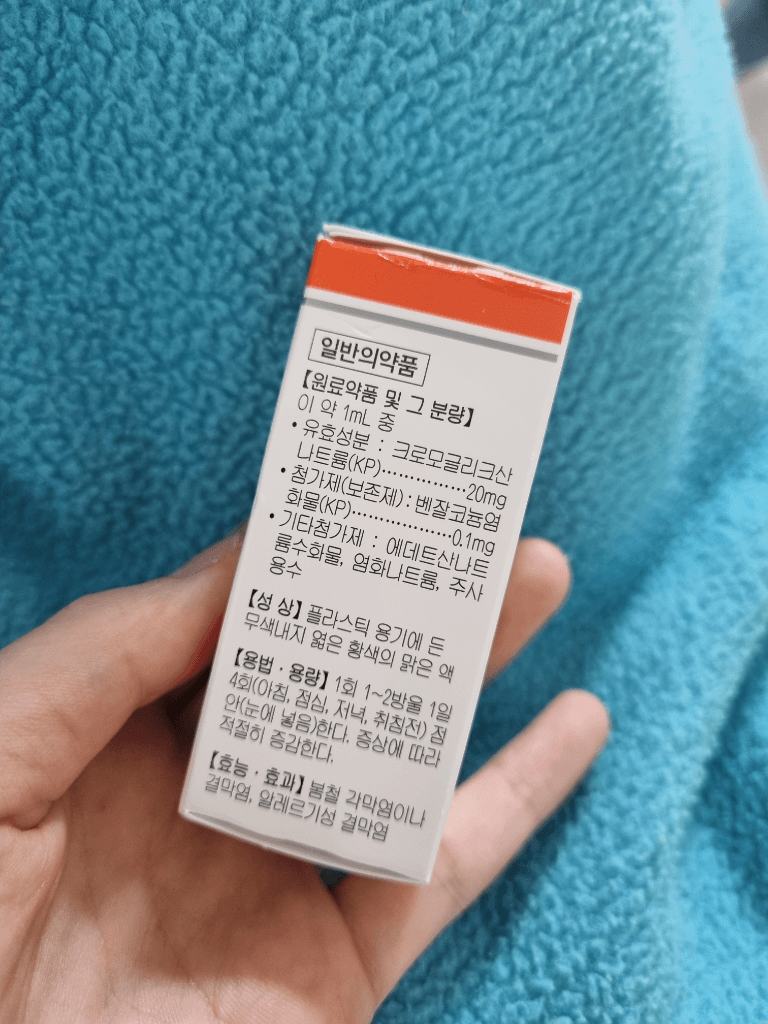 일반의약품
【원료약품 및 그 분량】
이 약 1mL 중
• 유효성분 : 크로모글리크산
나트륨(KP)……………20mg
• 첨가제(보존제) : 벤잘코늄염
화물(KP)………………0.1mg
• 기타첨가제 : 에데트산나트
륨수화물, 염화나트륨, 주사
용수
【성 상】 플라스틱 용기에 든
무색내지 엷은 황색의 맑은 액
【용법 · 용량】 1회 1~2방울 1일
4회(아침, 점심, 저녁, 취침전) 점
안(눈에 넣음)한다. 증상에 따라
적절히 증감한다.
【효능 · 효과】 봄철 각막염이나
결막염, 알레르기성 결막염